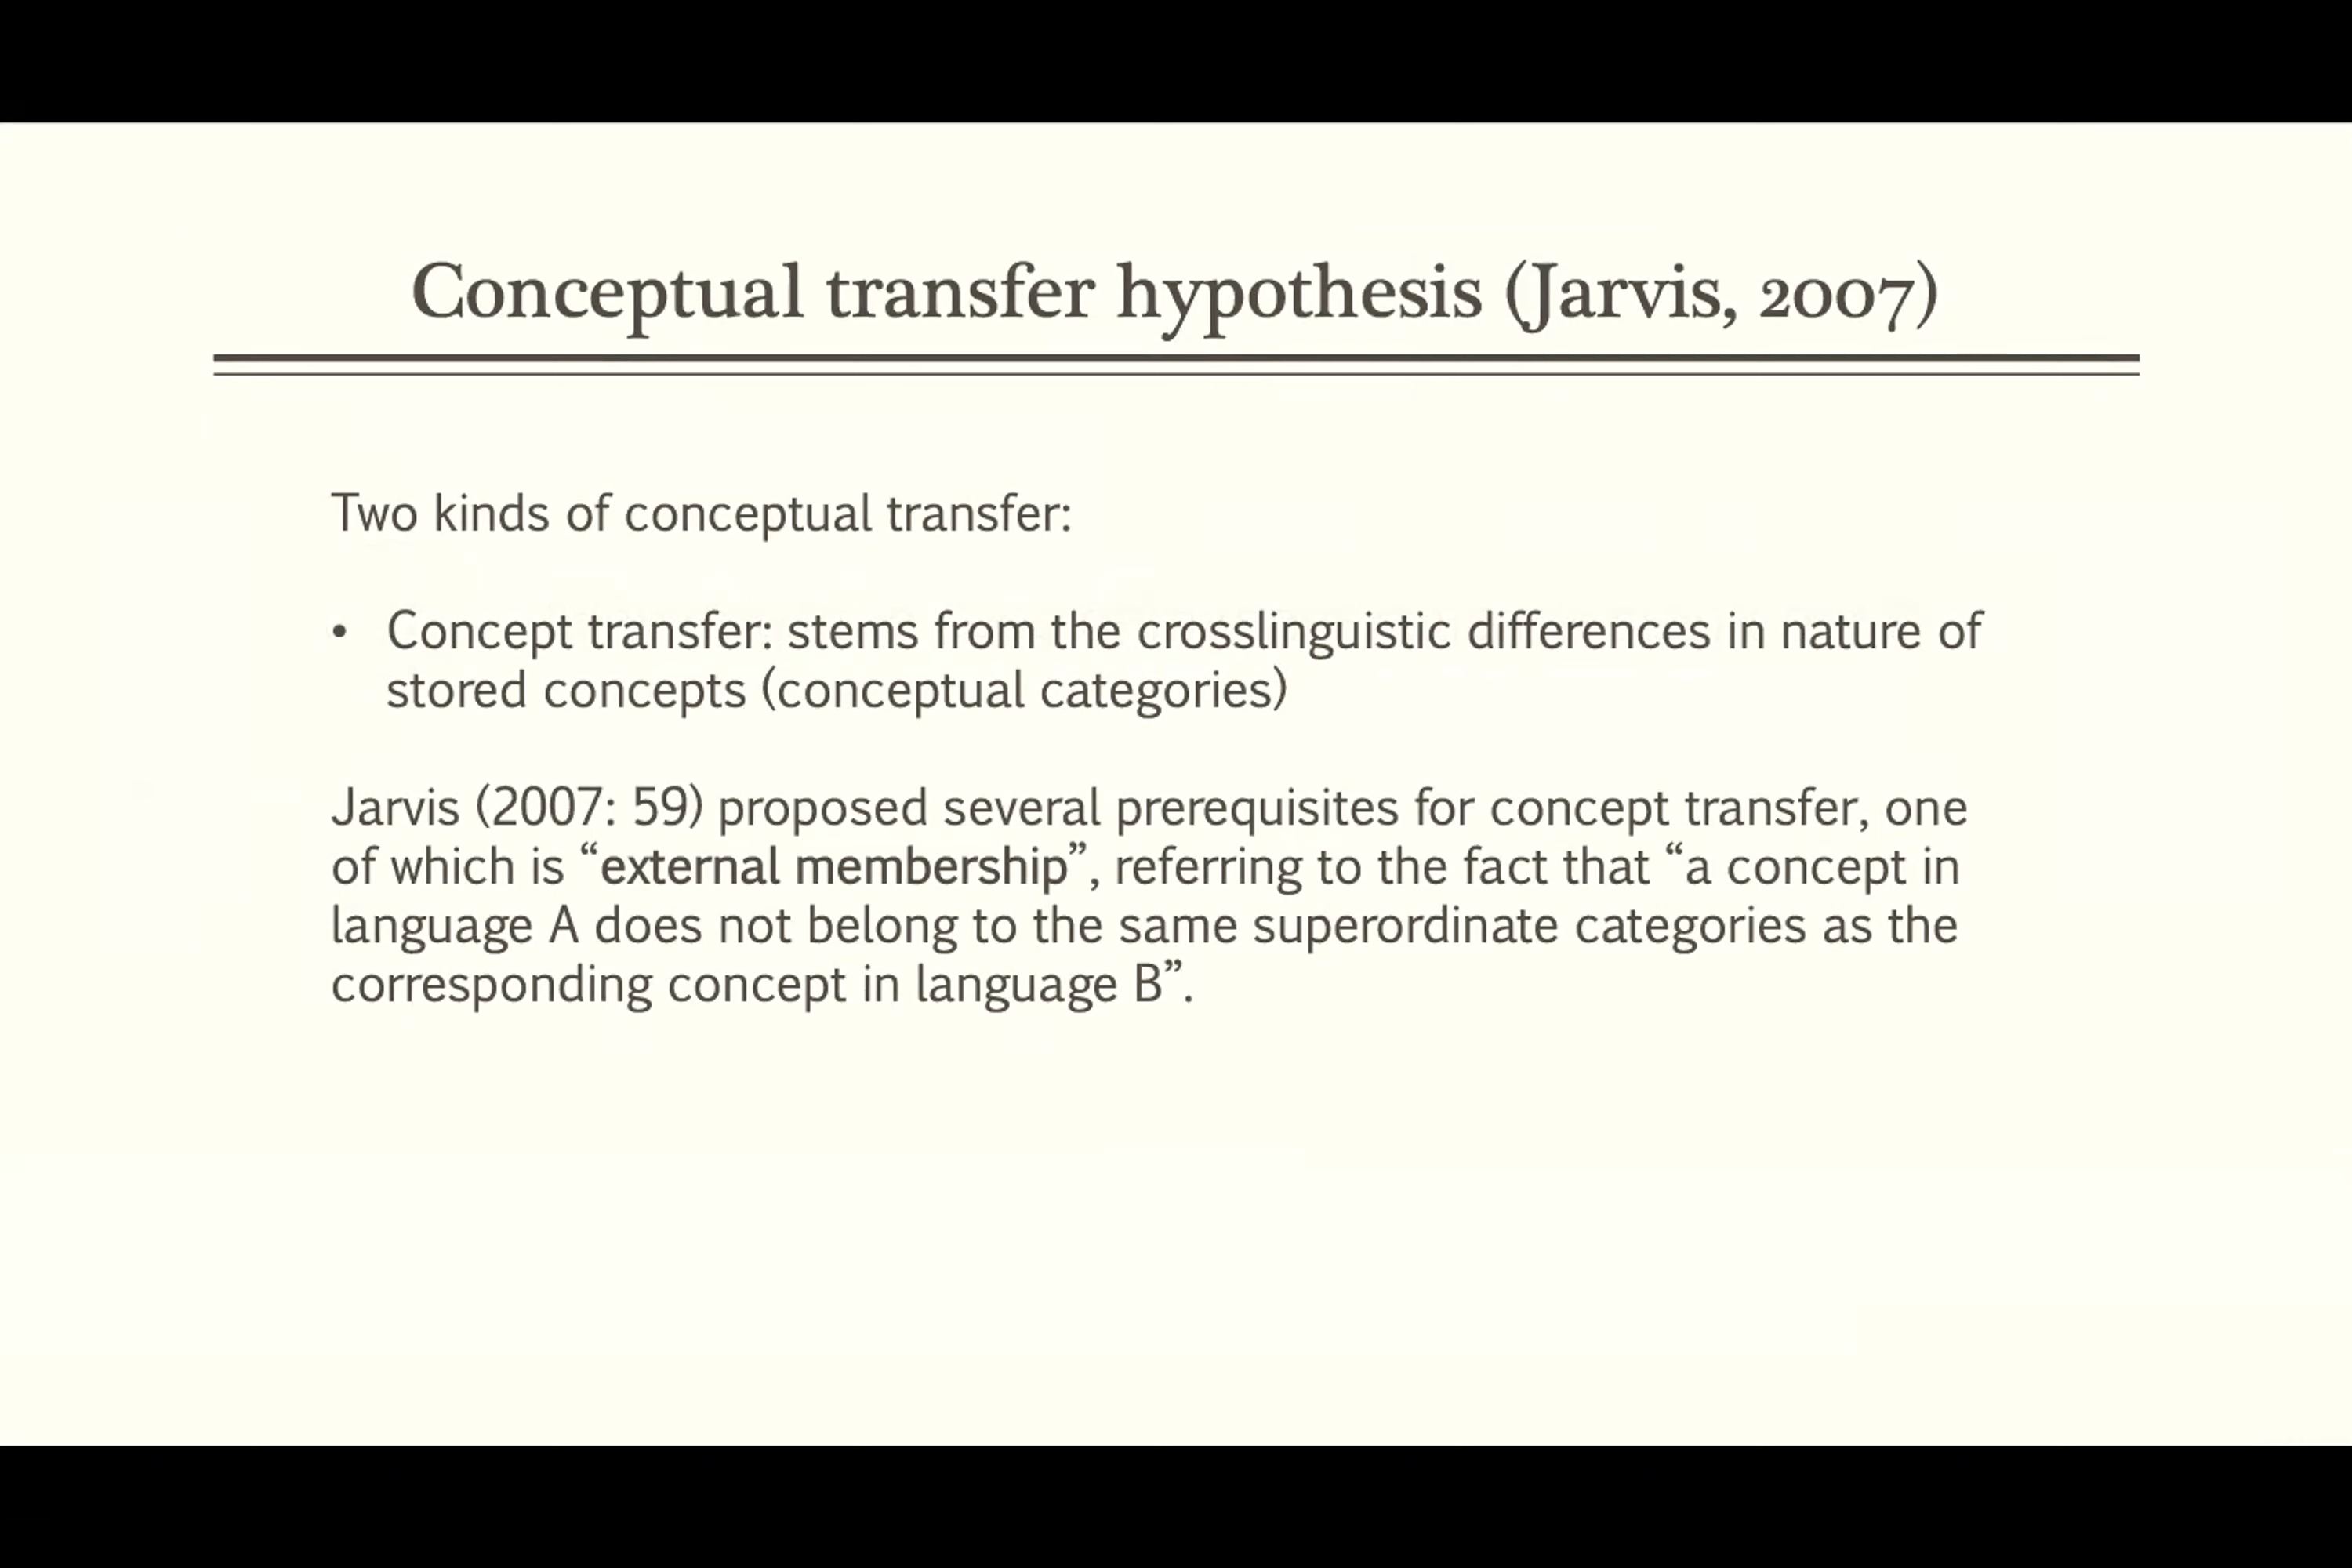 Conceptual transfer hypothesis (Jarvis, 2007)
Two kinds of conceptual transfer:
• Concept transfer: stems from the crosslinguistic differences in nature of
stored concepts (conceptual categories)
Jarvis (2007: 59) proposed several prerequisites for concept transfer, one
of which is “external membership”, referring to the fact that “a concept in
language A does not belong to the same superordinate categories as the
corresponding concept in language B”.